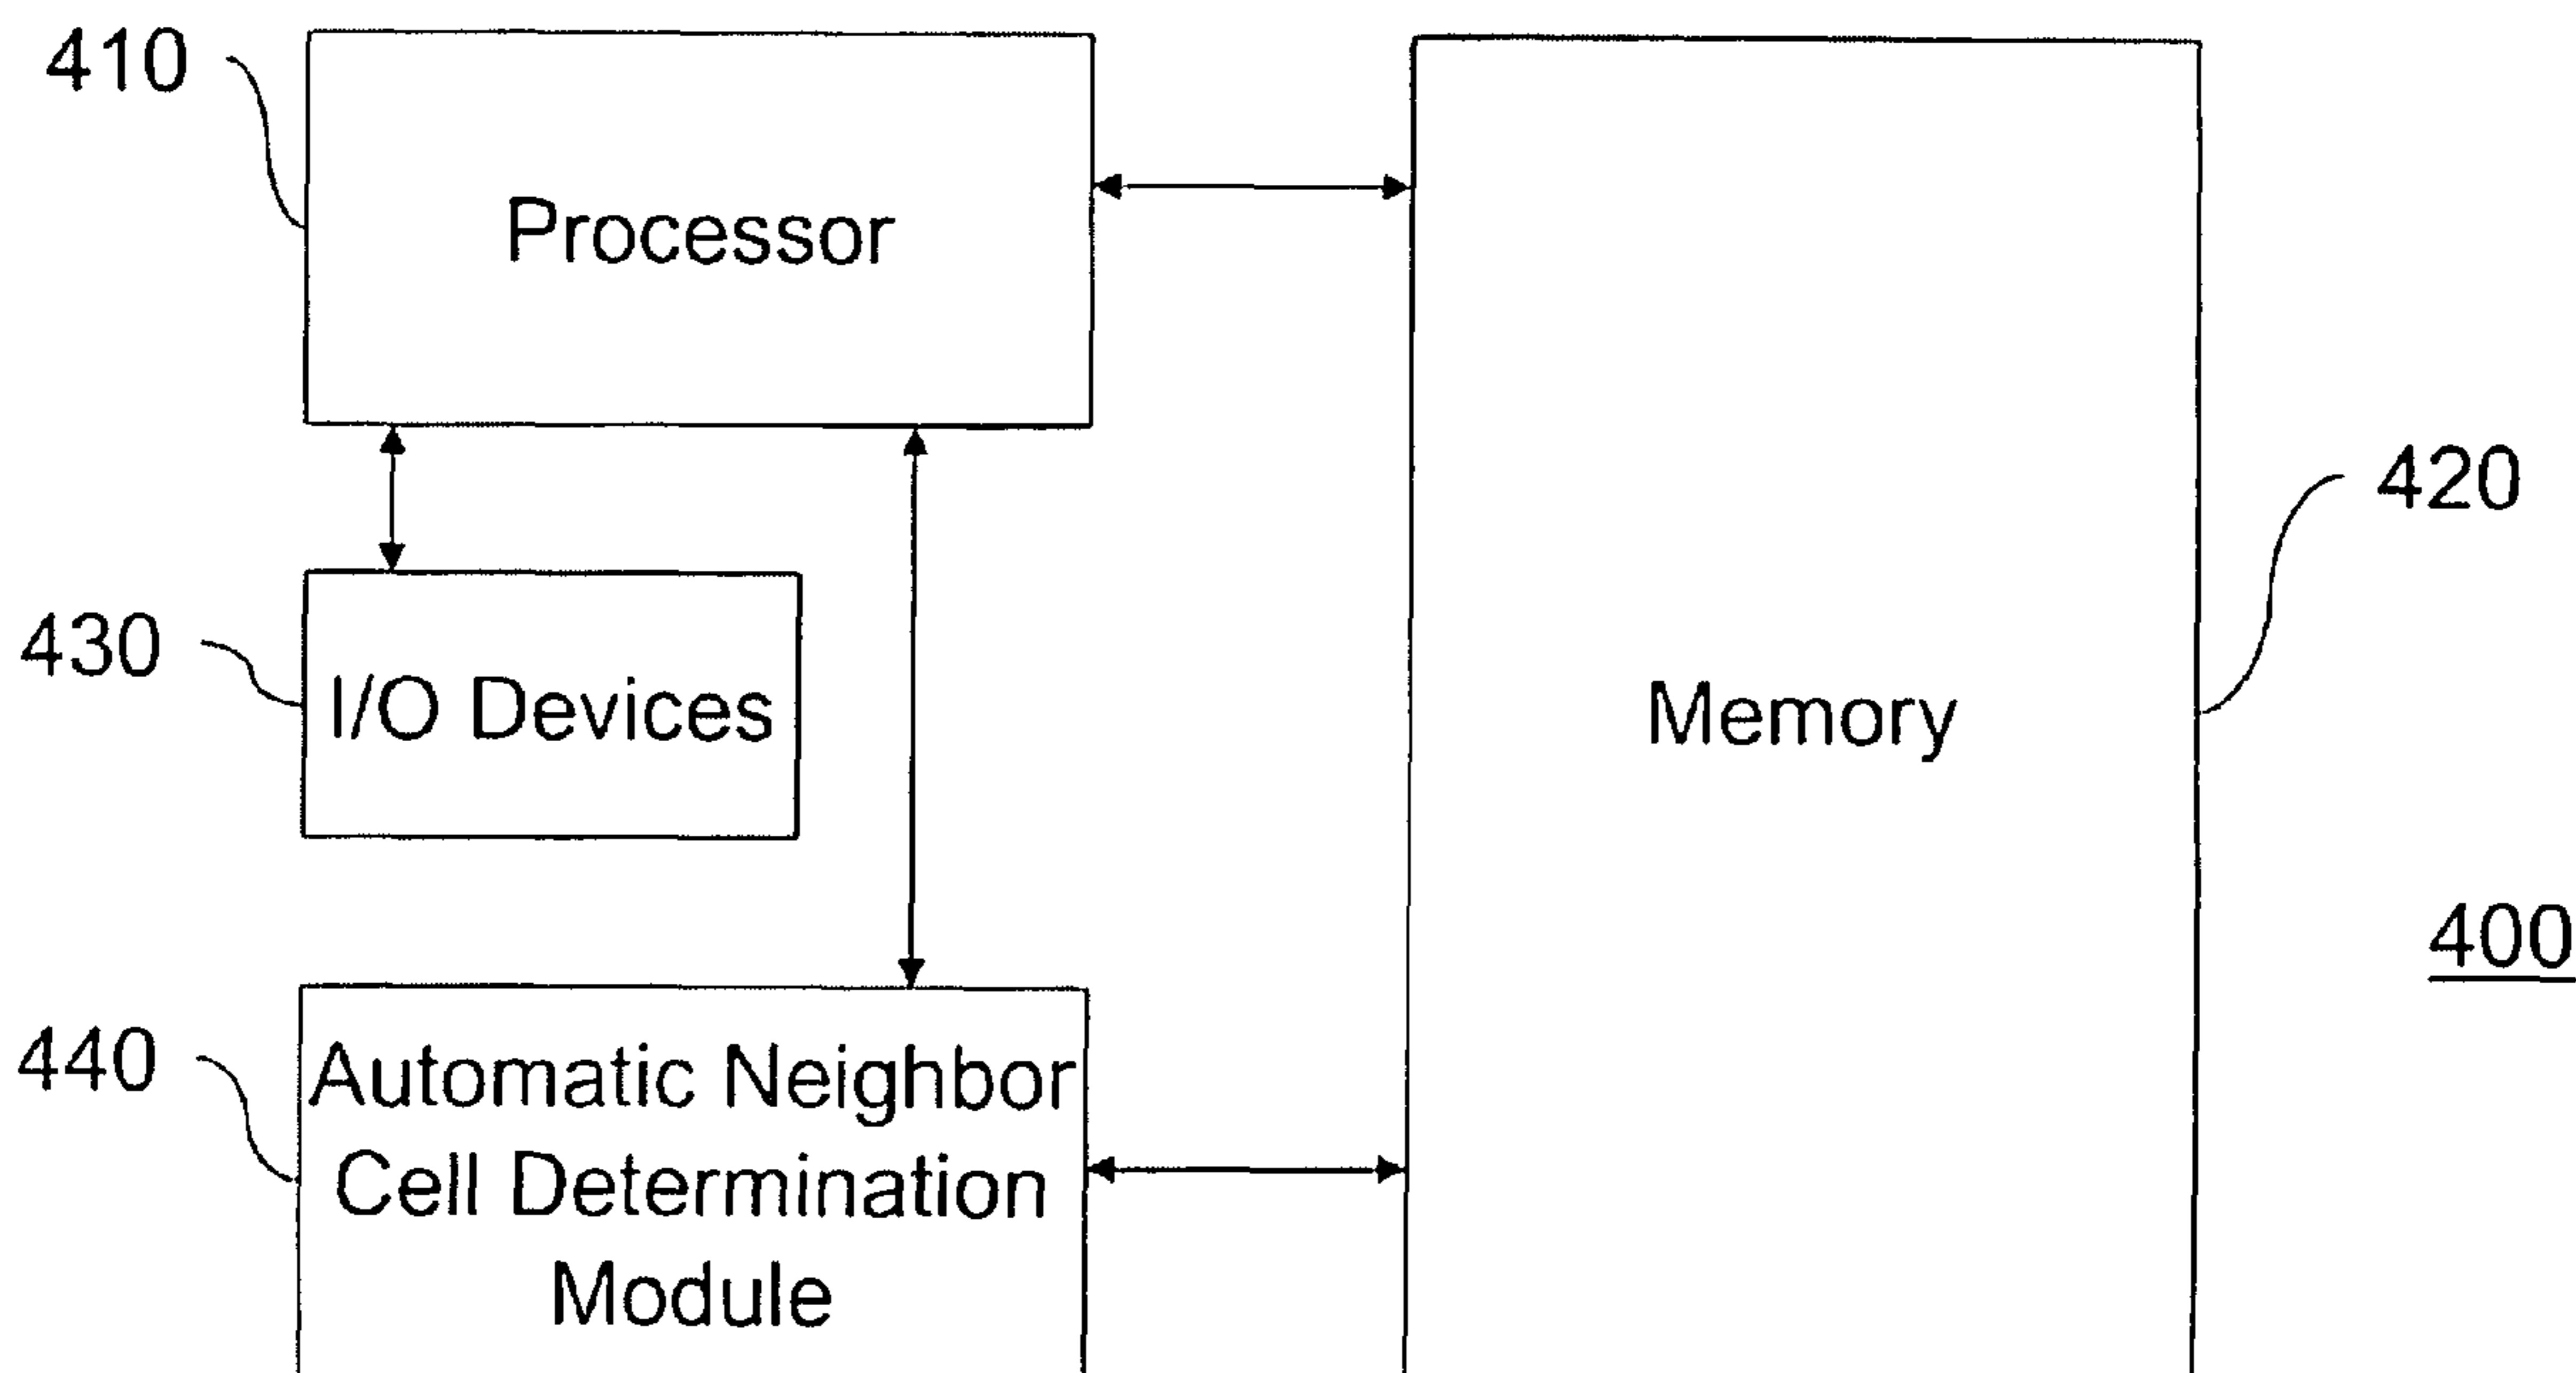 410
Processor
420
430
I/O Devices
Memory
400
440
Automatic Neighbor
Cell Determination
Module